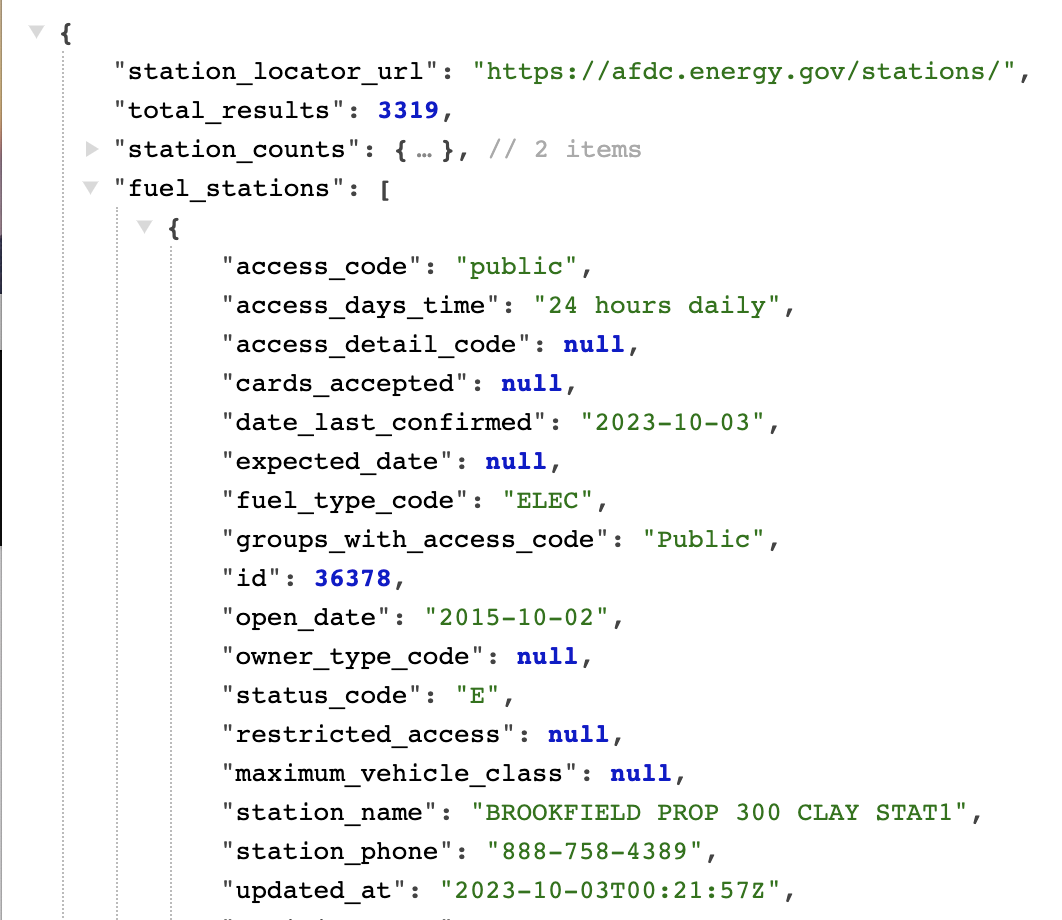 {
"station_locator_url": "https://afdc.energy.gov/stations/",
"total_results": 3319,
"station_counts": { … }, // 2 items
"fuel_stations": [
{
"access_code": "public",
"access_days_time": "24 hours daily",
"access_detail_code": null,
"cards_accepted": null,
"date_last_confirmed": "2023-10-03",
"expected_date": null,
"fuel_type_code": "ELEC",
"groups_with_access_code": "Public",
"id": 36378,
"open_date": "2015-10-02",
"owner_type_code": null,
"status_code": "E",
"restricted_access": null,
"maximum_vehicle_class": null,
"station_name": "BROOKFIELD PROP 300 CLAY STAT1",
"station_phone": "888-758-4389",
"updated_at": "2023-10-03T00:21:57Z",